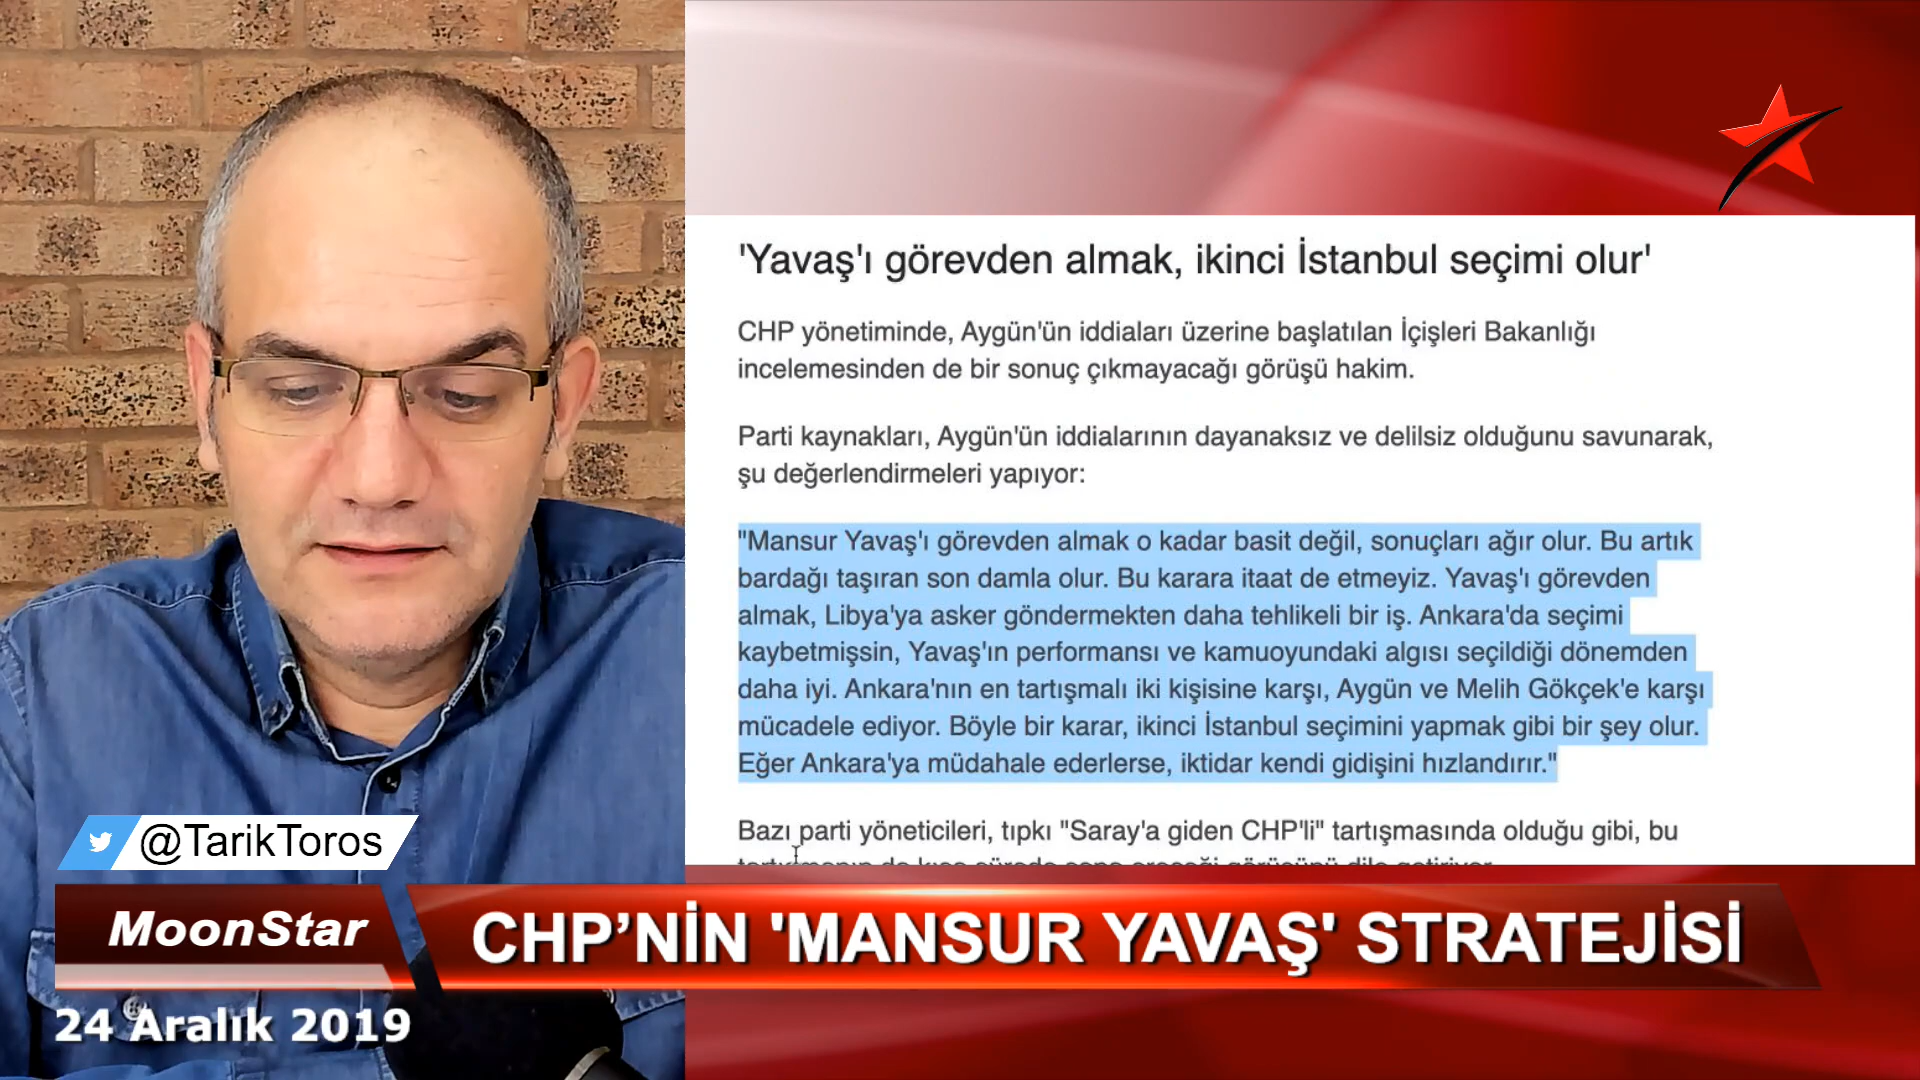 'Yavaş'ı görevden almak, ikinci İstanbul seçimi olur'
CHP yönetiminde, Aygün'ün iddiaları üzerine başlatılan İçişleri Bakanlığı
incelemesinden de bir sonuç çıkmayacağı görüşü hakim.
Parti kaynakları, Aygün'ün iddialarının dayanaksız ve delilsiz olduğunu savunarak,
şu değerlendirmeleri yapıyor:
"Mansur Yavaş'ı görevden almak o kadar basit değil, sonuçları ağır olur. Bu artık
bardağı taşıran son damla olur. Bu karara itaat de etmeyiz. Yavaş'ı görevden
almak, Libya'ya asker göndermekten daha tehlikeli bir iş. Ankara'da seçimi
kaybetmişsin, Yavaş'ın performansı ve kamuoyundaki algısı seçildiği dönemden
daha iyi. Ankara'nın en tartışmalı iki kişisine karşı, Aygün ve Melih Gökçek'e karşı
mücadele ediyor. Böyle bir karar, ikinci İstanbul seçimini yapmak gibi bir şey olur.
Eğer Ankara'ya müdahale ederlerse, iktidar kendi gidişini hızlandırır."
Bazı parti yöneticileri, tıpkı "Saray'a giden CHP'li" tartışmasında olduğu gibi, bu
@TarikToros
MoonStar
CHP’NİN 'MANSUR YAVAŞ' STRATEJİSİ
24 Aralık 2019